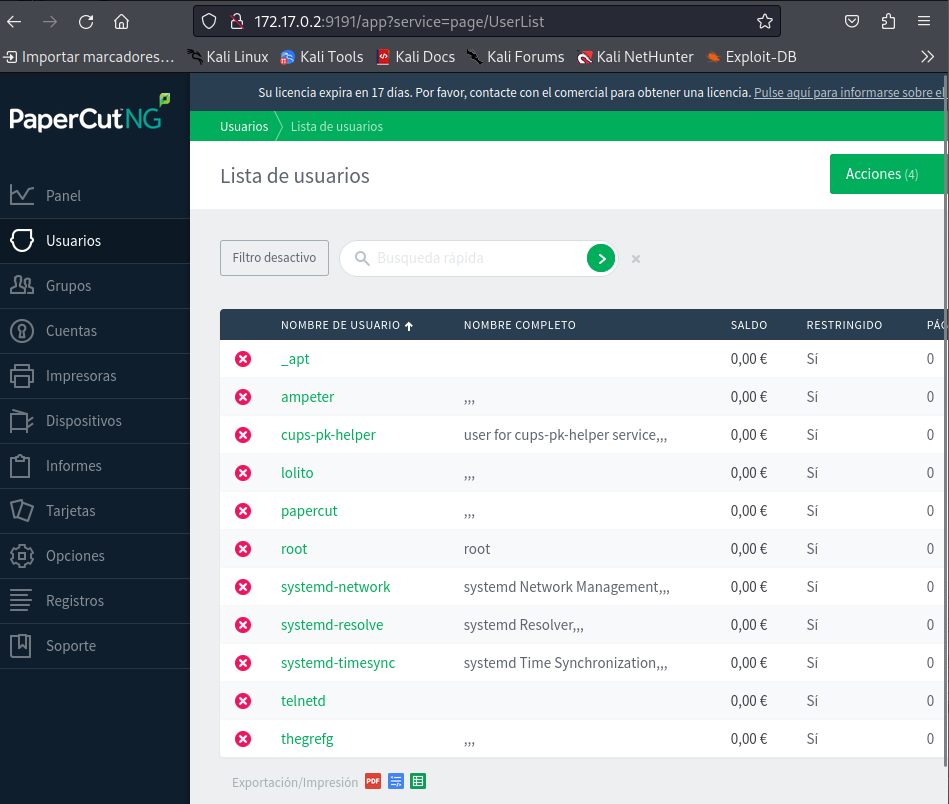 172.17.0.2:9191/app?service=page/UserList
Importar marcadores... Kali Linux Kali Tools Kali Docs Kali Forums Kali NetHunter Exploit-DB
Su licencia expira en 17 días. Por favor, contacte con el comercial para obtener una licencia. Pulse aquí para informarse sobre el
PaperCut NG
Usuarios Lista de usuarios
Lista de usuarios
Acciones (4)
Panel
Usuarios
Grupos
Cuentas
Impresoras
Dispositivos
Informes
Tarjetas
Opciones
Registros
Soporte
Filtro desactivo
Busqueda rápida
NOMBRE DE USUARIO NOMBRE COMPLETO SALDO RESTRINGIDO PÁG
_apt 0,00 € Sí 0
ampeter ,,, 0,00 € Sí 0
cups-pk-helper user for cups-pk-helper service,,, 0,00 € Sí 0
lolito ,,, 0,00 € Sí 0
papercut ,,, 0,00 € Sí 0
root root 0,00 € Sí 0
systemd-network systemd Network Management,,, 0,00 € Sí 0
systemd-resolve systemd Resolver,,, 0,00 € Sí 0
systemd-timesync systemd Time Synchronization,,, 0,00 € Sí 0
telnetd 0,00 € Sí 0
thegrefg ,,, 0,00 € Sí 0
Exportación/Impresión PDF